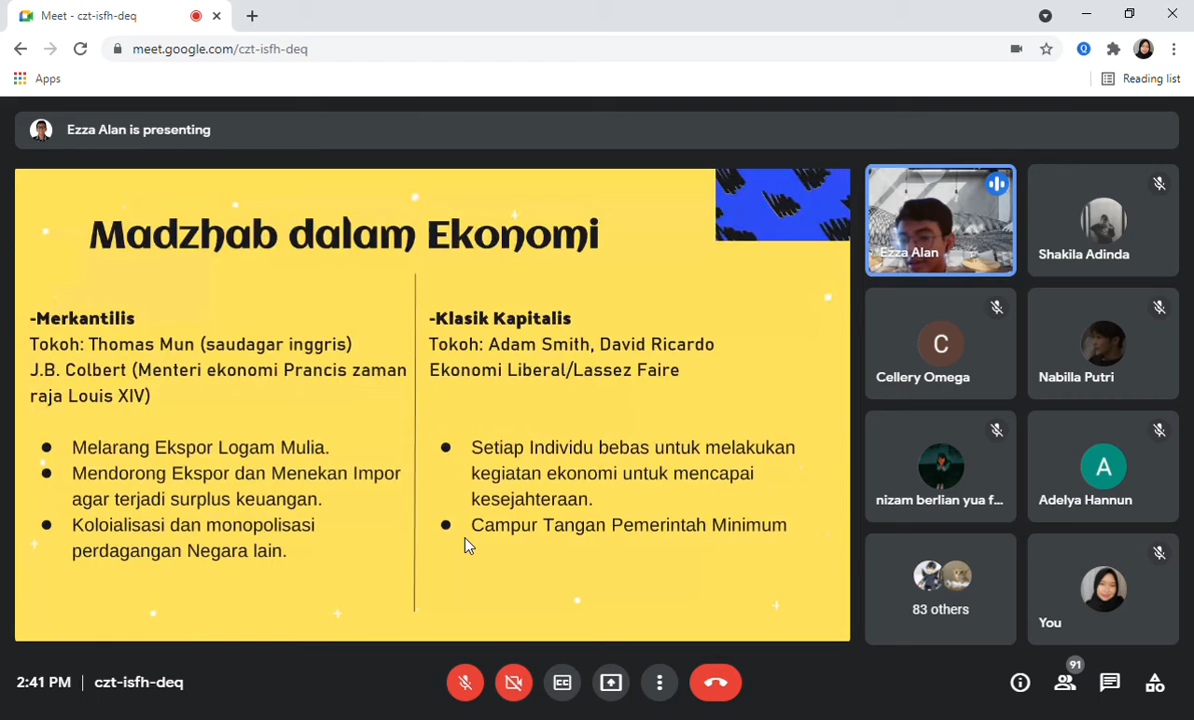 Meet - czt-isfh-deq
meet.google.com/czt-isfh-deq
Apps
Reading list
Ezza Alan is presenting
Madzhab dalam Ekonomi
-Merkantilis
Tokoh: Thomas Mun (saudagar inggris)
J.B. Colbert (Menteri ekonomi Prancis zaman
raja Louis XIV)
● Melarang Ekspor Logam Mulia.
● Mendorong Ekspor dan Menekan Impor
agar terjadi surplus keuangan.
● Koloialisasi dan monopolisasi
perdagangan Negara lain.
-Klasik Kapitalis
Tokoh: Adam Smith, David Ricardo
Ekonomi Liberal/Lassez Faire
● Setiap Individu bebas untuk melakukan
kegiatan ekonomi untuk mencapai
kesejahteraan.
● Campur Tangan Pemerintah Minimum
Ezza Alan
Shakila Adinda
C
Cellery Omega
Nabilla Putri
nizam berlian yua f...
A
Adelya Hannun
83 others
You
2:41 PM | czt-isfh-deq
91